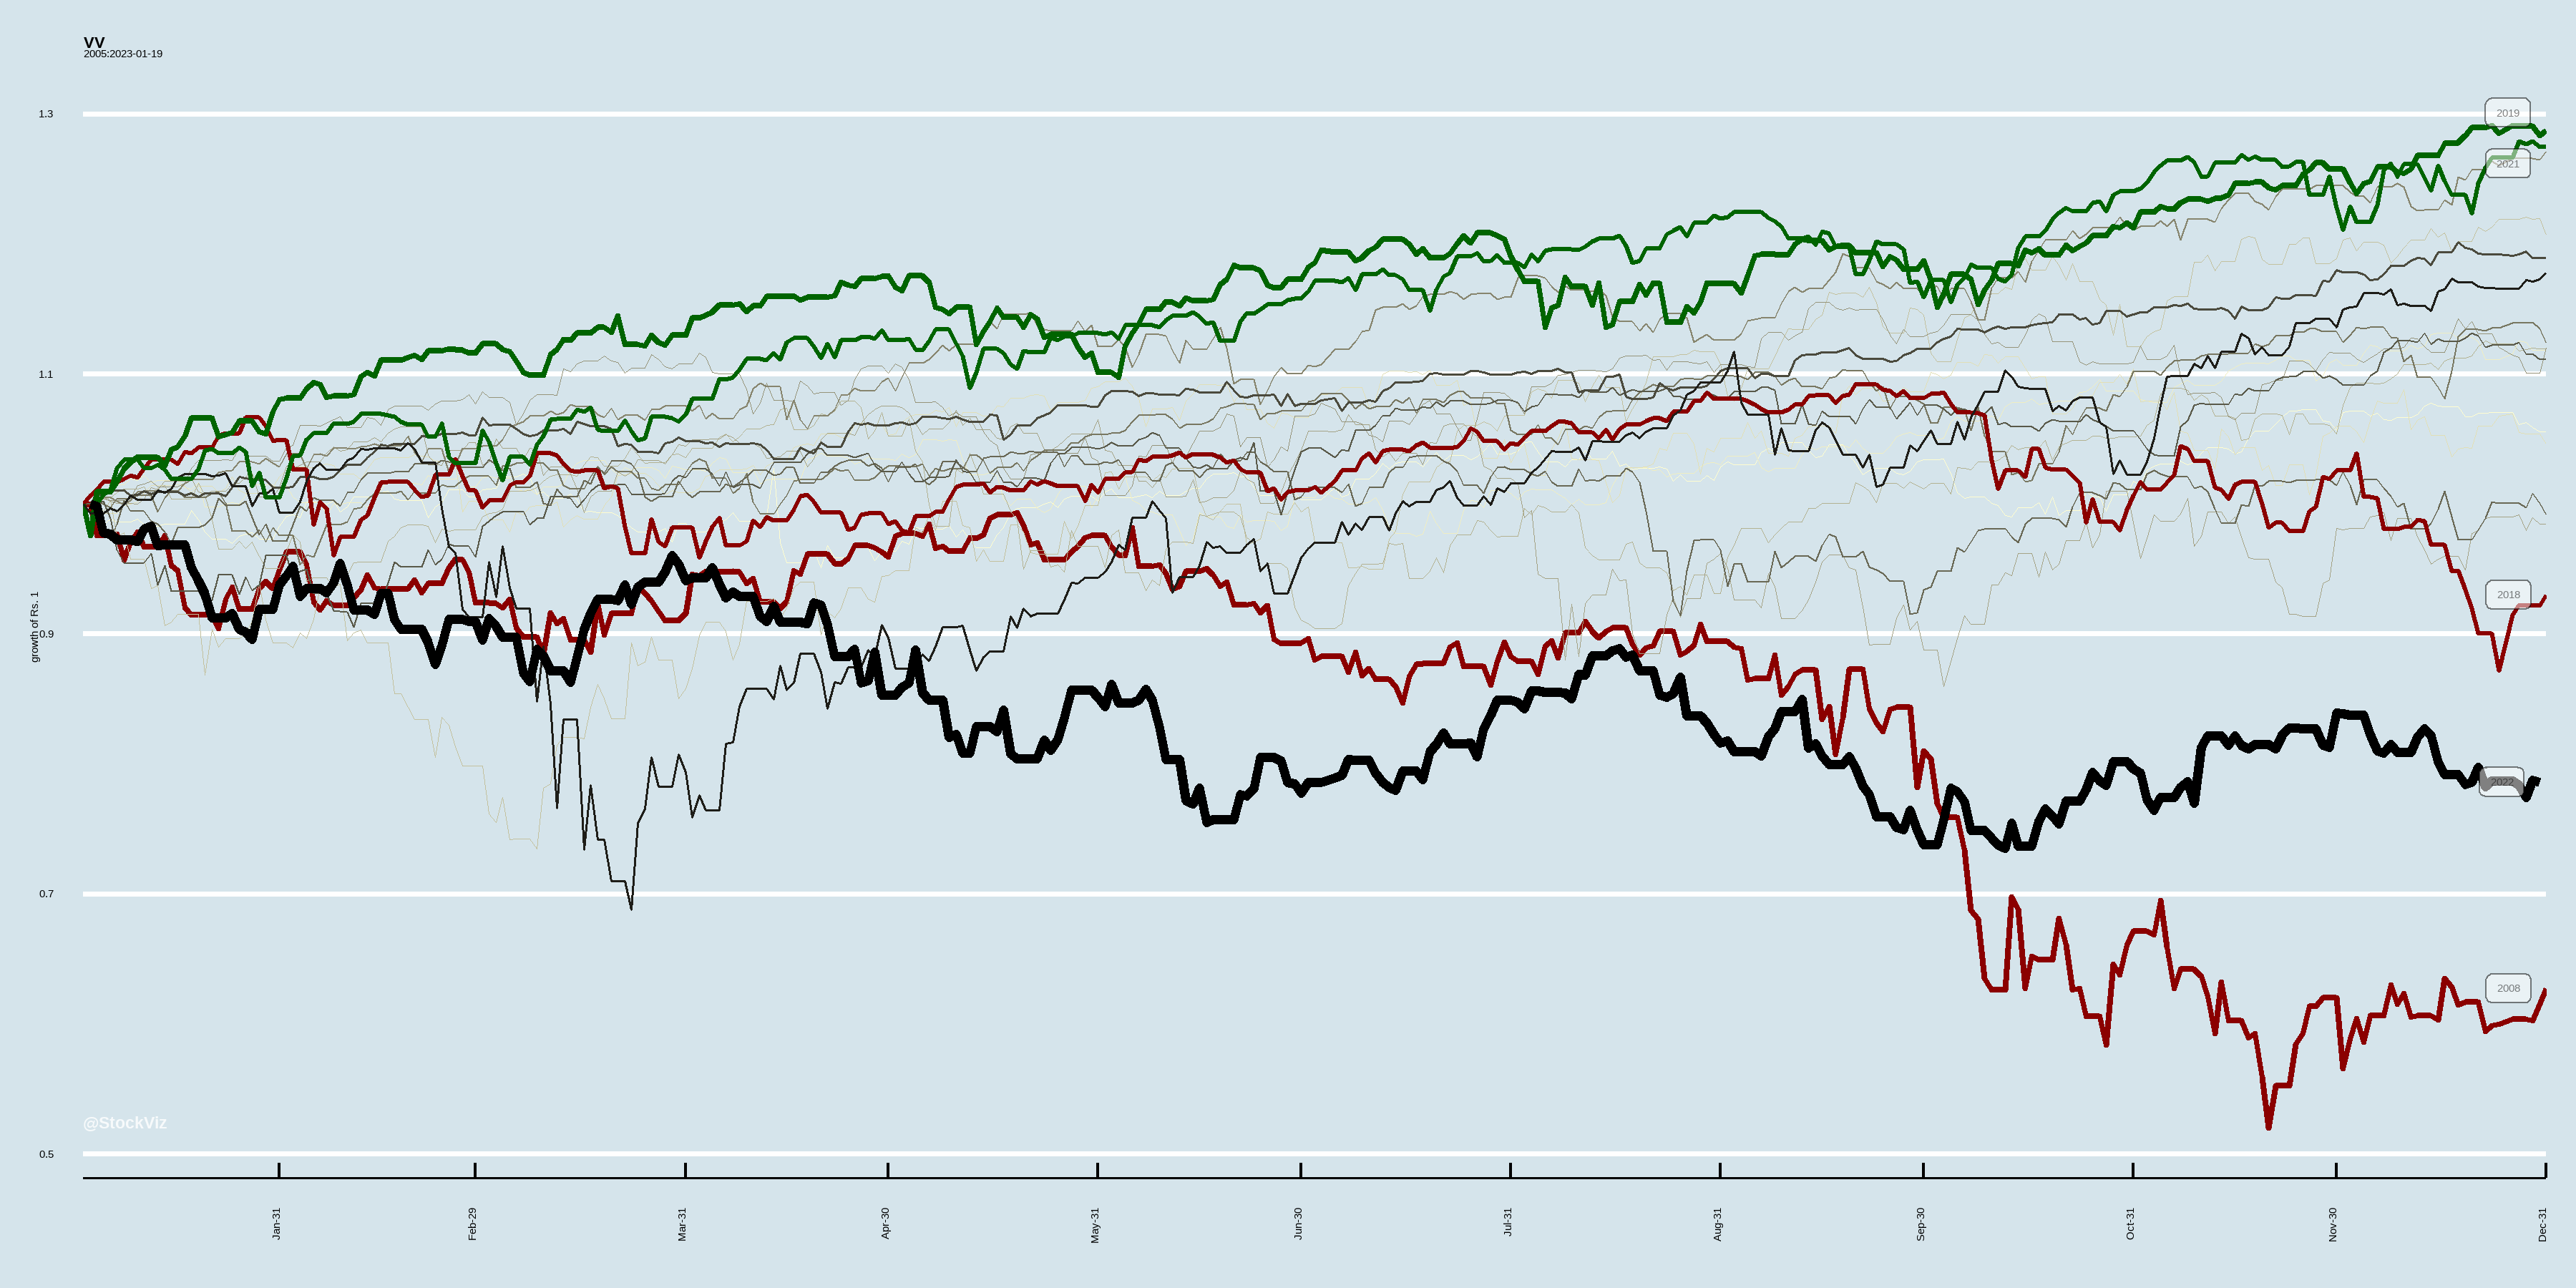 VV
2005:2023-01-19
growth of Rs. 1
1.3
1.1
0.9
0.7
0.5
2019
2021
2018
2022
2008
@StockViz
Jan-31
Feb-29
Mar-31
Apr-30
May-31
Jun-30
Jul-31
Aug-31
Sep-30
Oct-31
Nov-30
Dec-31